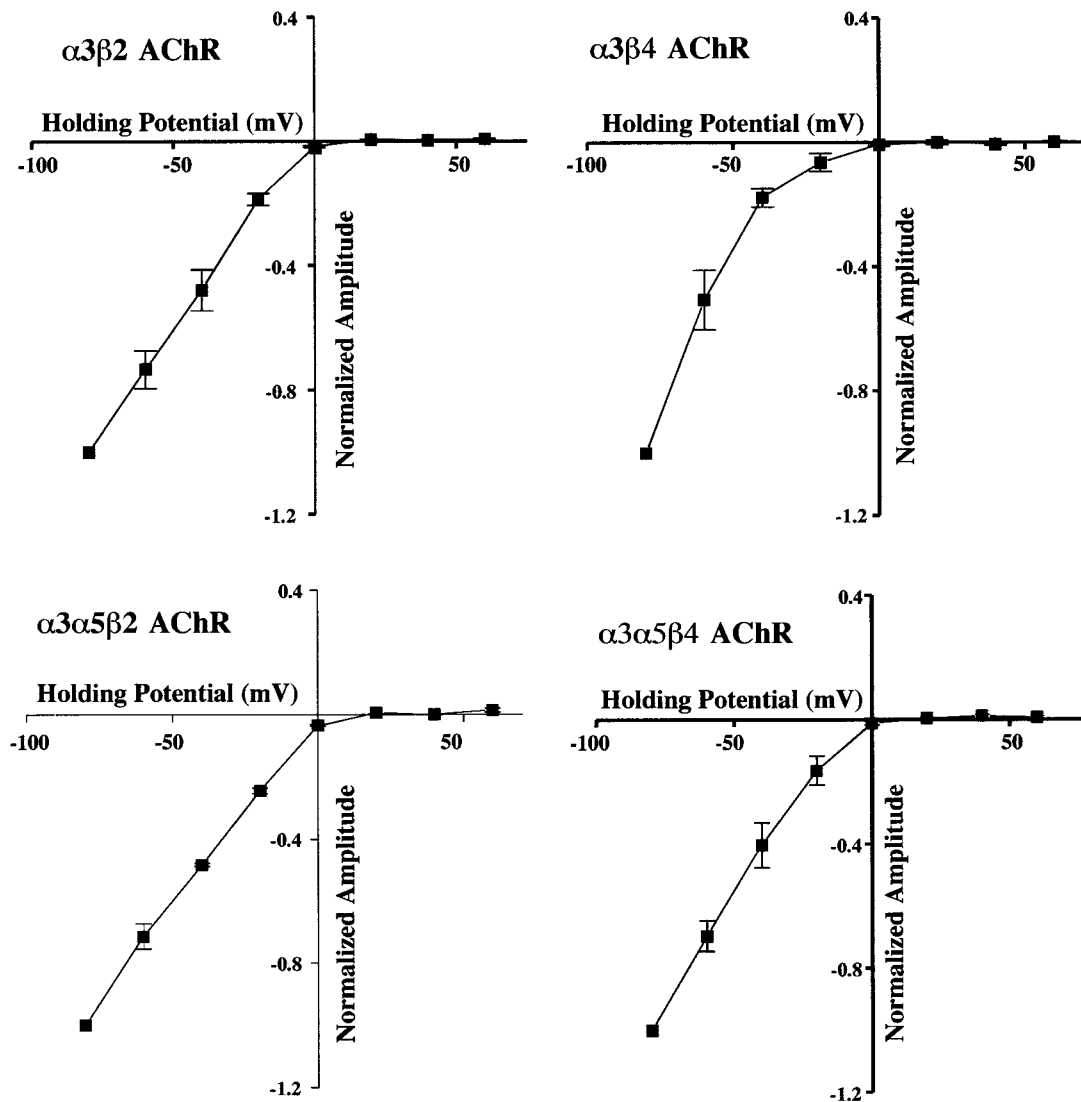 0.4
α3β2 AChR
Holding Potential (mV)
-100
-50
50
-0.4
-0.8
-1.2
Normalized Amplitude
0.4
α3β4 AChR
Holding Potential (mV)
-100
-50
50
-0.4
-0.8
-1.2
Normalized Amplitude
0.4
α3α5β2 AChR
Holding Potential (mV)
-100
-50
50
-0.4
-0.8
-1.2
Normalized Amplitude
0.4
α3α5β4 AChR
Holding Potential (mV)
-100
-50
50
-0.4
-0.8
-1.2
Normalized Amplitude